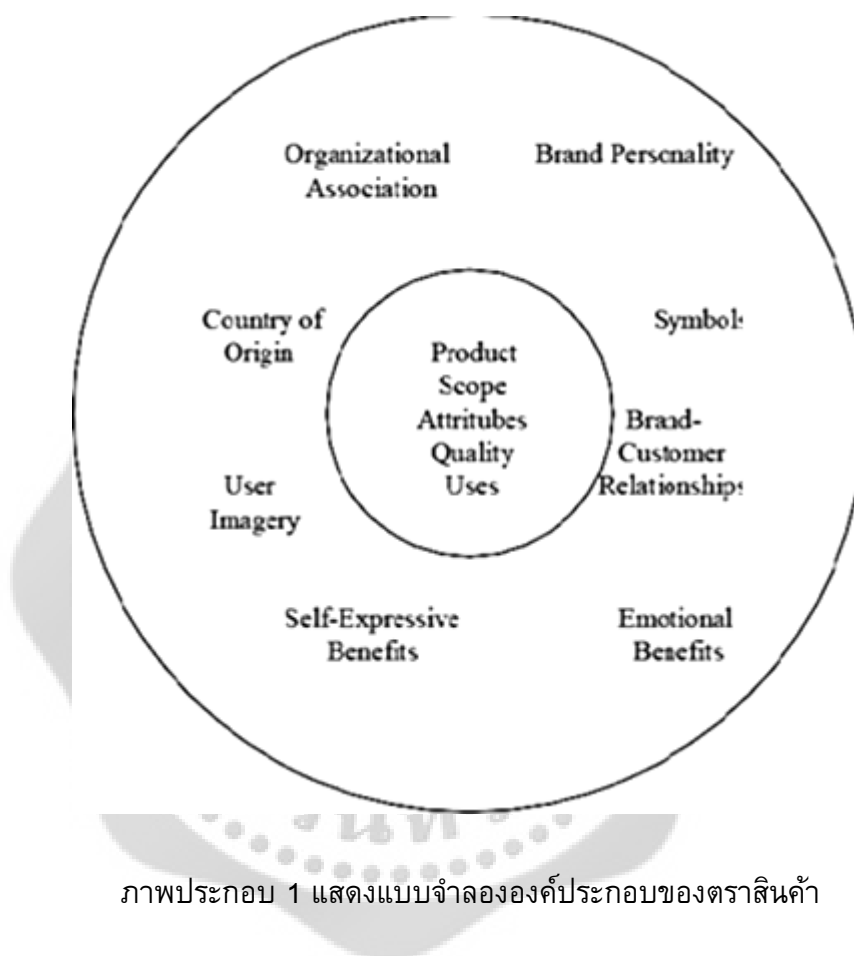 Organizational
Association
Brand Personality
Country of
Origin
Symbols
Product
Scope
Attritubes
Quality
Uses
Brand-
Customer
Relationships
User
Imagery
Self-Expressive
Benefits
Emotional
Benefits
ภาพประกอบ 1 แสดงแบบจำลององค์ประกอบของตราสินค้า